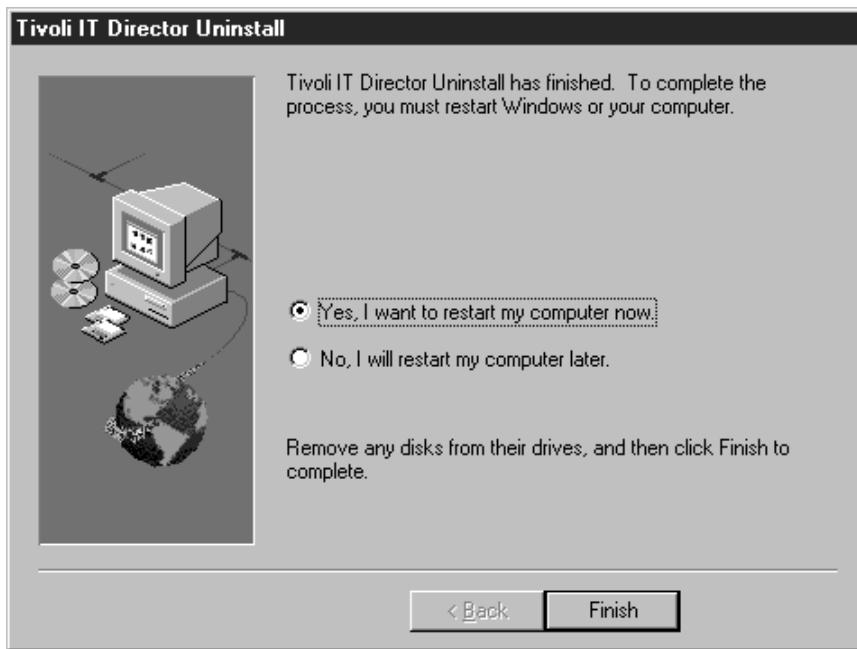 Tivoli IT Director Uninstall
Tivoli IT Director Uninstall has finished. To complete the
process, you must restart Windows or your computer.
Yes, I want to restart my computer now.
No, I will restart my computer later.
Remove any disks from their drives, and then click Finish to
complete.
< Back
Finish